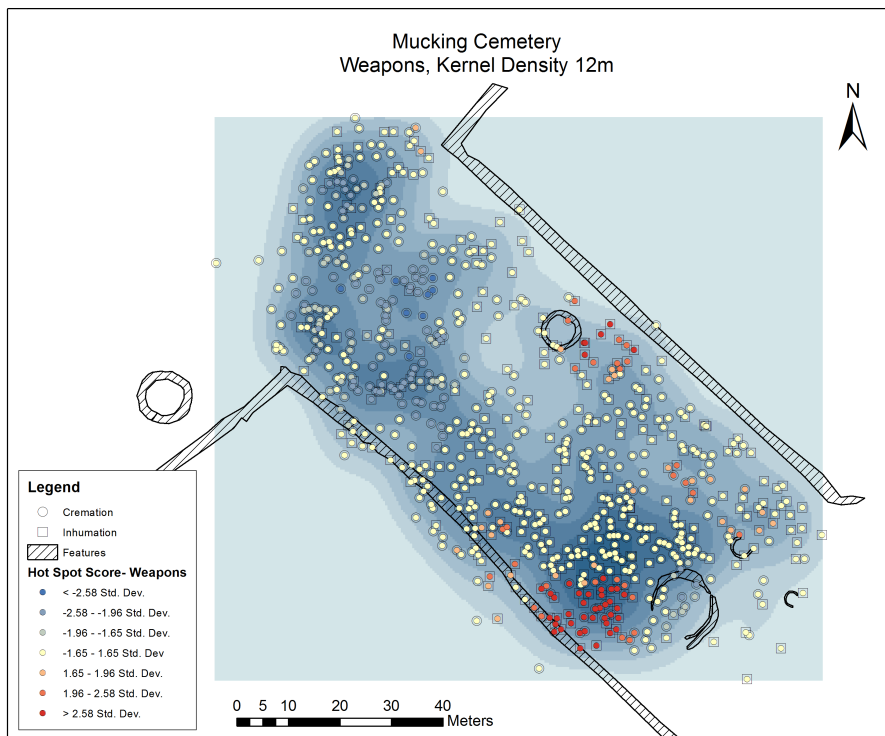 Mucking Cemetery
Weapons, Kernel Density 12m
N
Legend
Cremation
Inhumation
Features
Hot Spot Score- Weapons
< -2.58 Std. Dev.
-2.58 - -1.96 Std. Dev.
-1.96 - -1.65 Std. Dev.
-1.65 - 1.65 Std. Dev
1.65 - 1.96 Std. Dev.
1.96 - 2.58 Std. Dev.
> 2.58 Std. Dev.
0 5 10 20 30 40
Meters